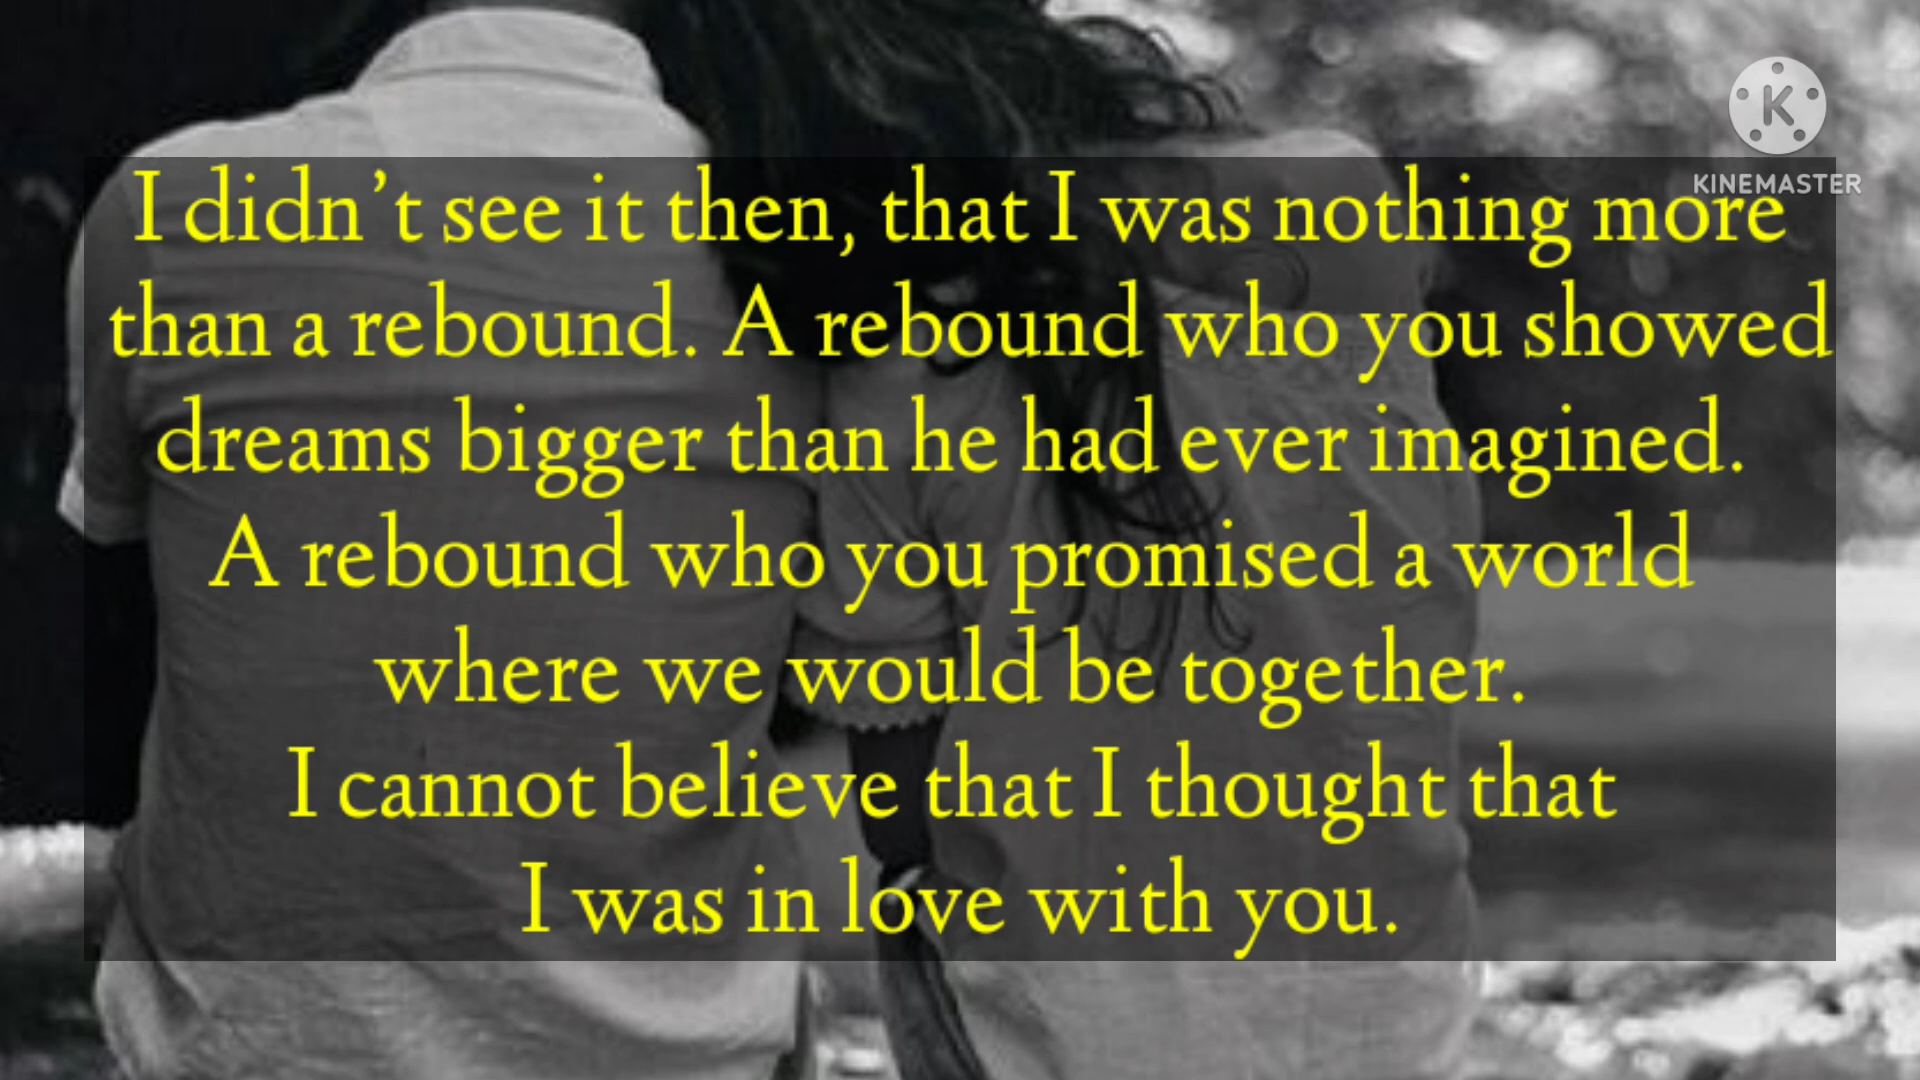 KINEMASTER
I didn’t see it then, that I was nothing more
than a rebound. A rebound who you showed
dreams bigger than he had ever imagined.
A rebound who you promised a world
where we would be together.
I cannot believe that I thought that
I was in love with you.